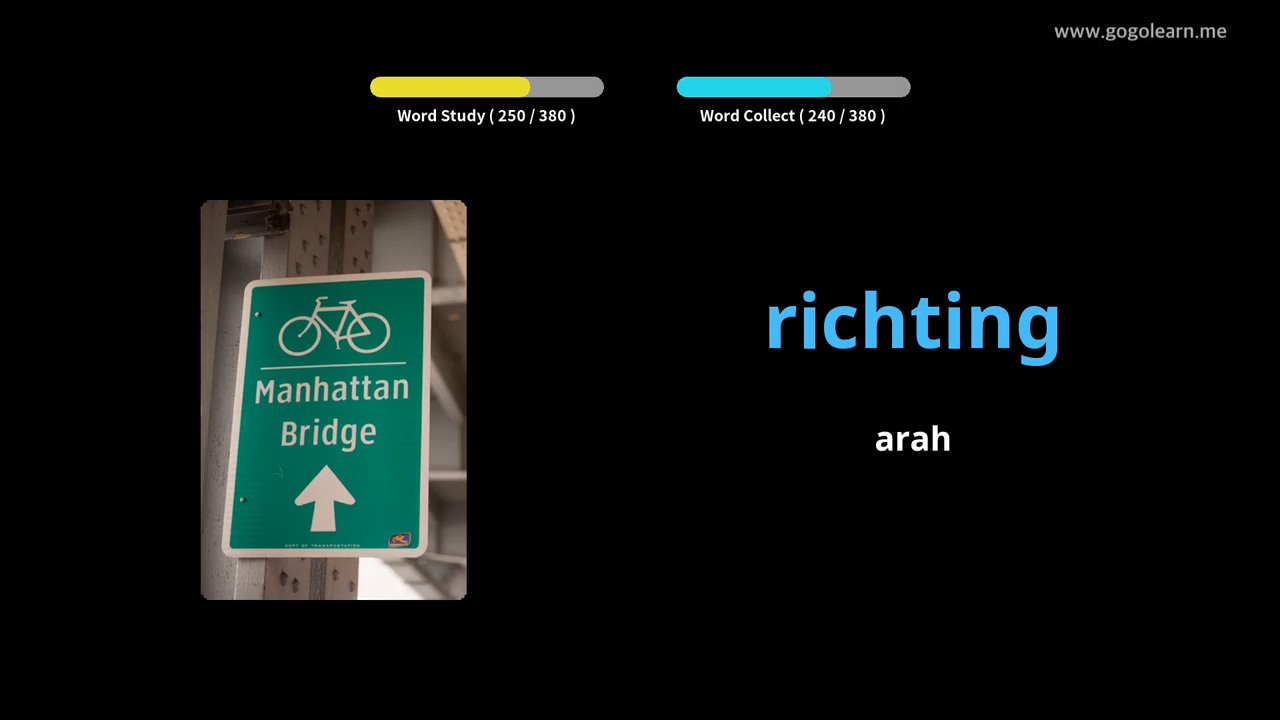 www.gogolearn.me
Word Study ( 250 / 380 )
Word Collect ( 240 / 380 )
Manhattan
Bridge
richting
arah